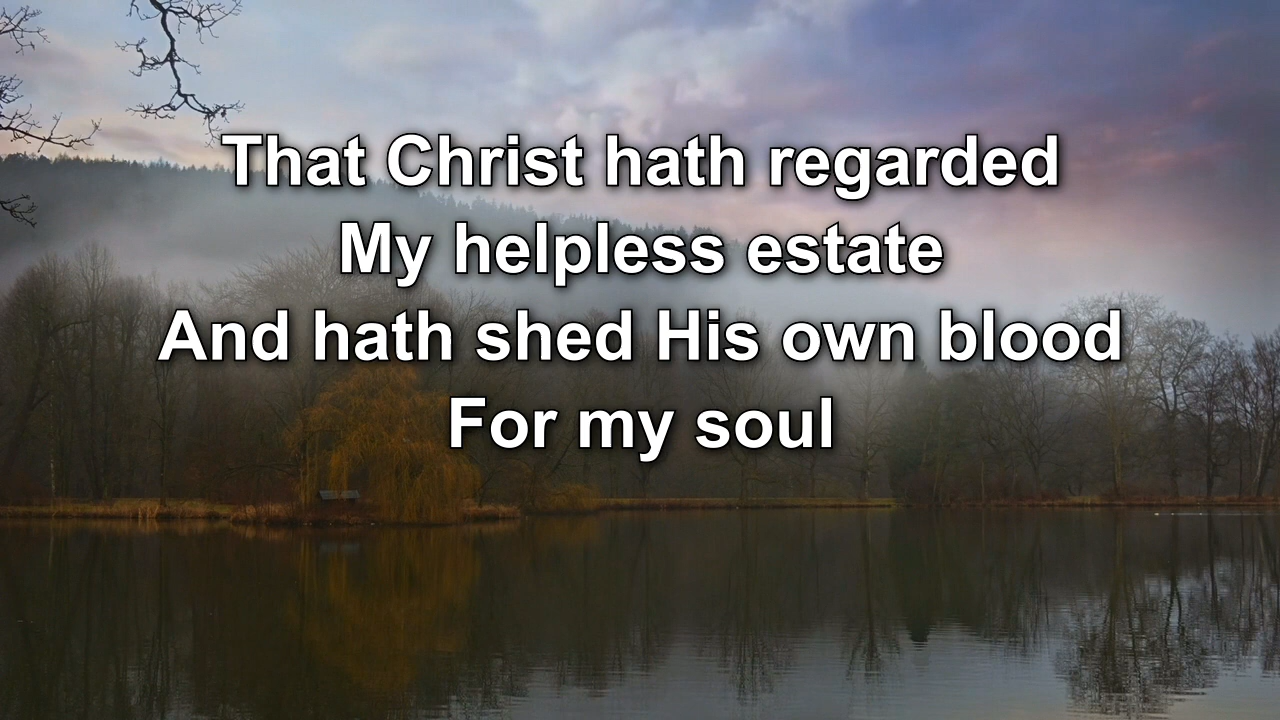 That Christ hath regarded
My helpless estate
And hath shed His own blood
For my soul